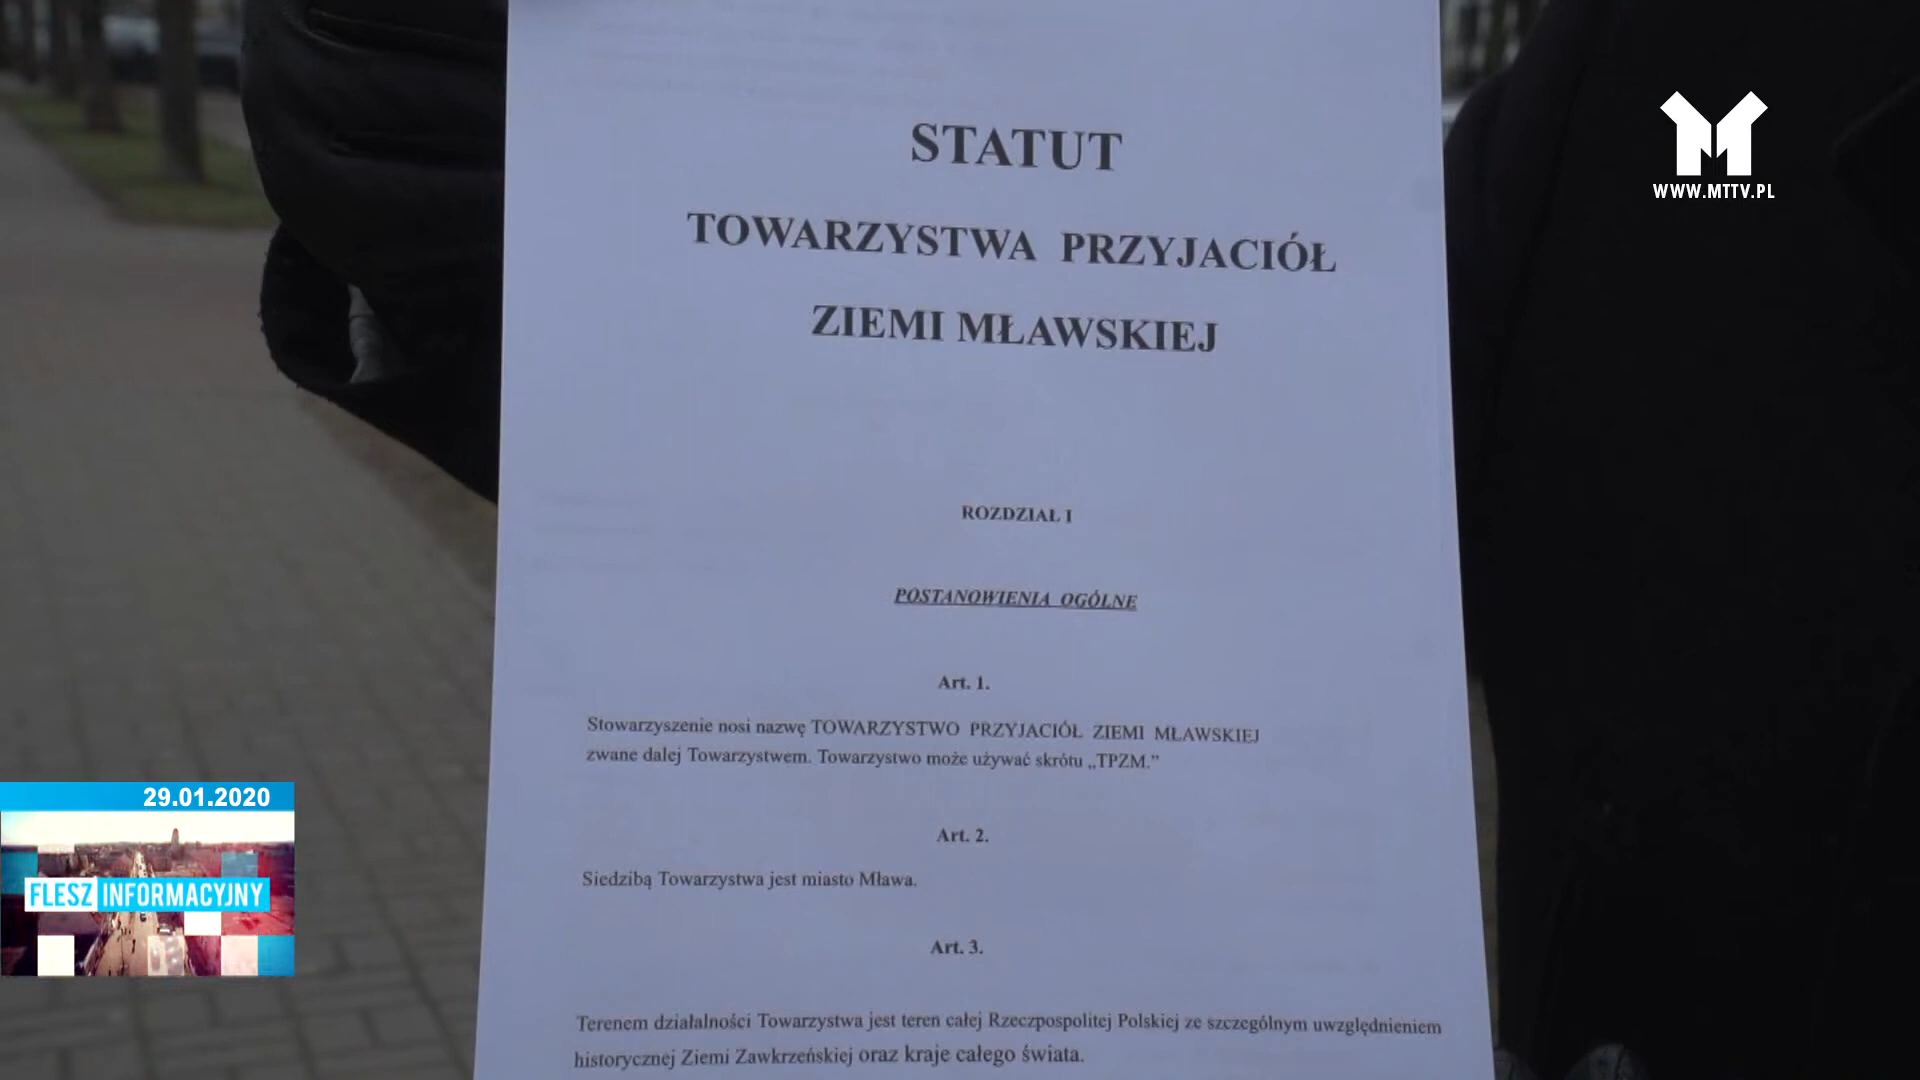 STATUT
TOWARZYSTWA PRZYJACIÓŁ
ZIEMI MŁAWSKIEJ
WWW.MTTV.PL
ROZDZIAŁ I
POSTANOWIENIA OGÓLNE
Art. 1.
Stowarzyszenie nosi nazwę TOWARZYSTWO PRZYJACIÓŁ ZIEMI MŁAWSKIEJ
zwane dalej Towarzystwem. Towarzystwo może używać skrótu „TPZM.”
Art. 2.
Siedzibą Towarzystwa jest miasto Mława.
Art. 3.
Terenem działalności Towarzystwa jest teren całej Rzeczpospolitej Polskiej ze szczególnym uwzględnieniem
historycznej Ziemi Zawkrzeńskiej oraz kraje całego świata.
29.01.2020
FLESZ INFORMACYJNY